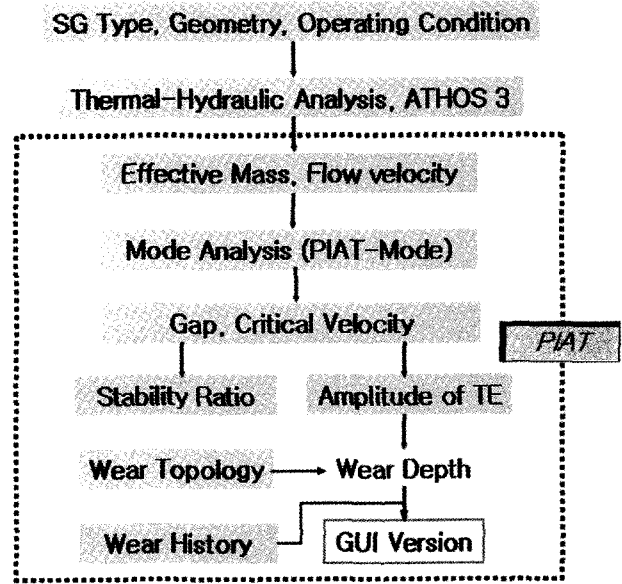 SG Type, Geometry, Operating Condition
Thermal-Hydraulic Analysis, ATHOS 3
Effective Mass, Flow velocity
Mode Analysis (PIAT-Mode)
Gap, Critical Velocity
PIAT
Stability Ratio
Amplitude of TE
Wear Topology
Wear Depth
Wear History
GUI Version